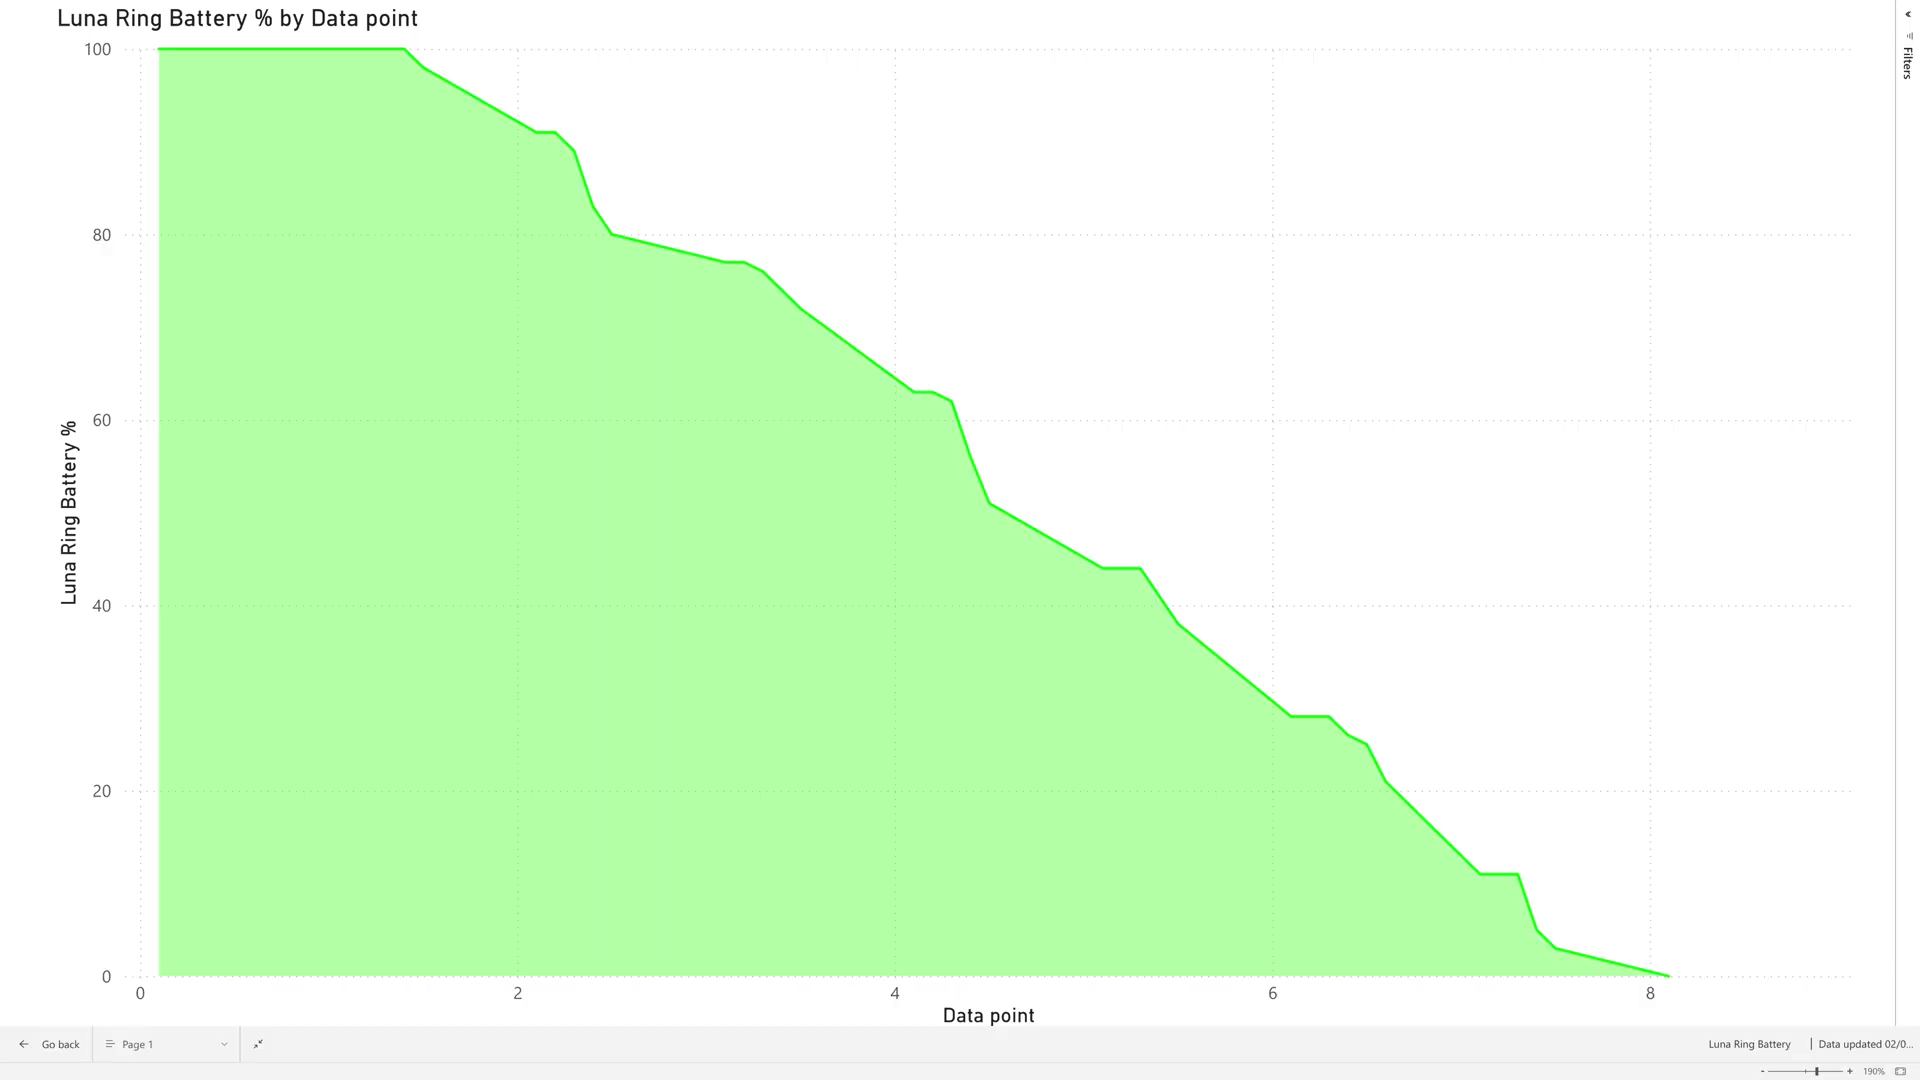 Luna Ring Battery % by Data point
Filters
100
80
60
40
20
0
Luna Ring Battery %
0 2 4 6 8
Data point
Go back
Page 1
Luna Ring Battery | Data updated 02/0...
- + 190%